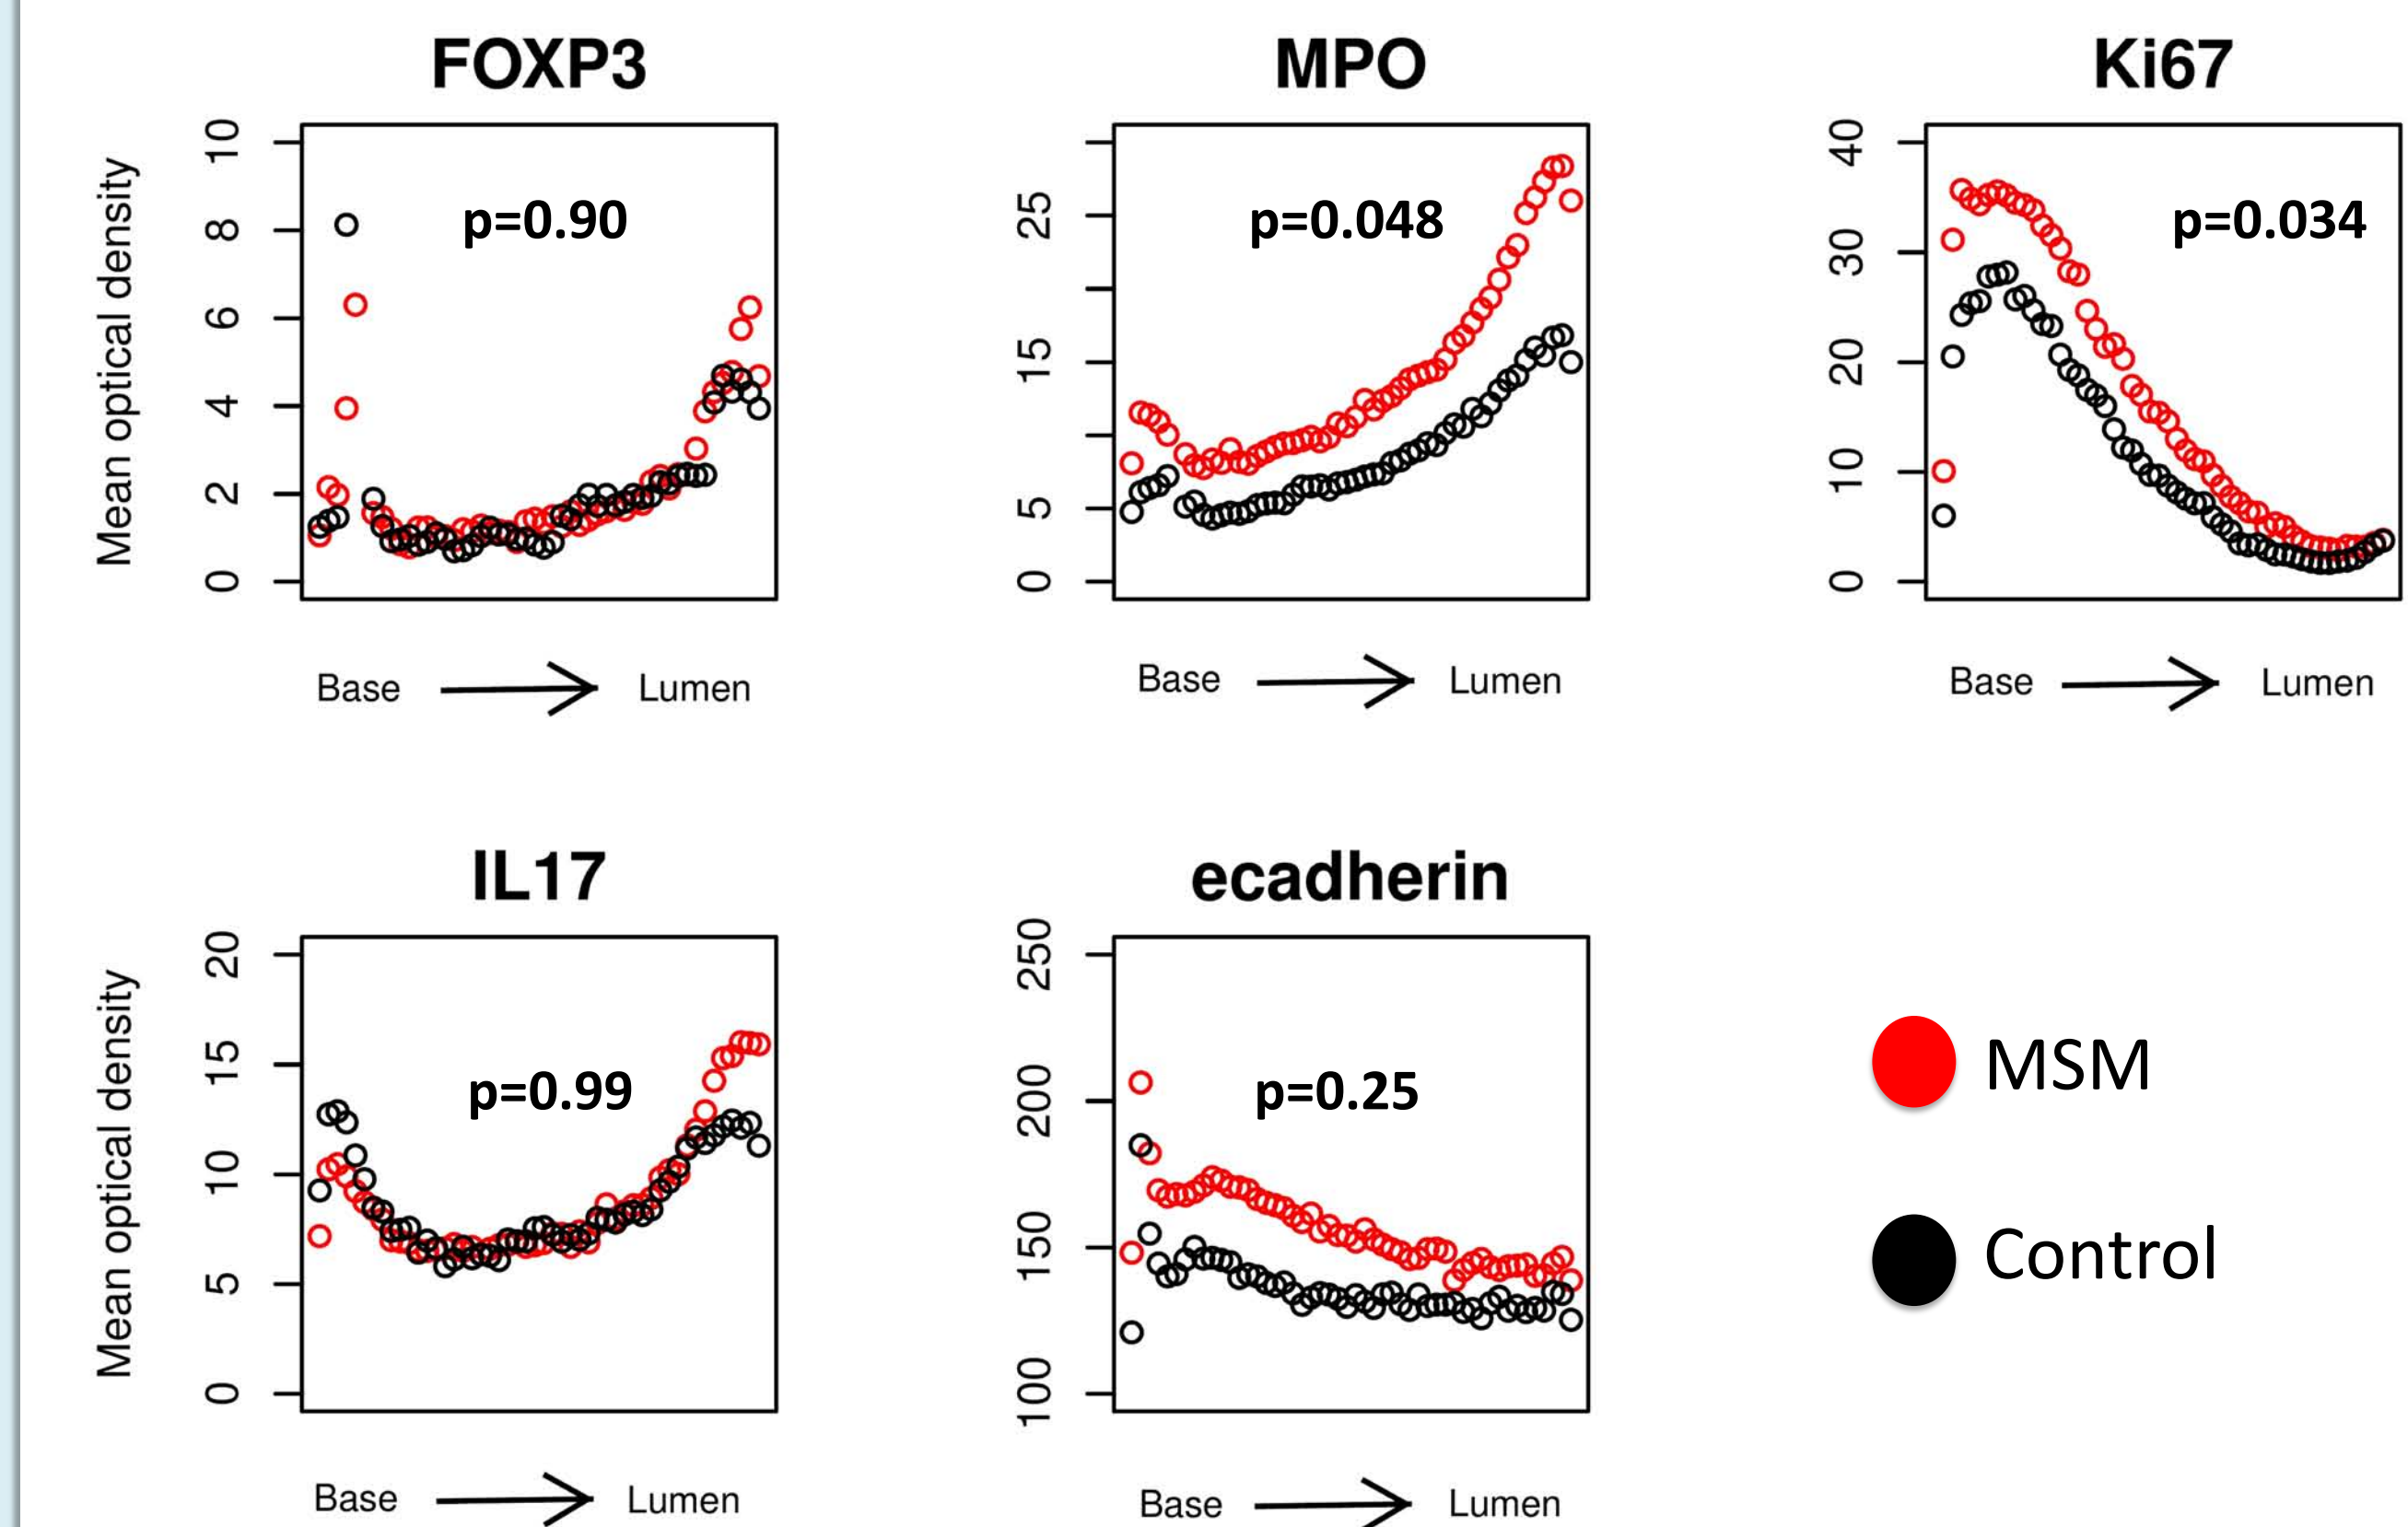 FOXP3
MPO
Ki67
Mean optical density
10
8
6
4
2
0
p=0.90
25
15
5
0
p=0.048
40
30
20
10
0
p=0.034
Base Lumen
Base Lumen
Base Lumen
IL17
ecadherin
Mean optical density
20
15
10
5
0
p=0.99
250
200
150
100
p=0.25
MSM
Control
Base Lumen
Base Lumen